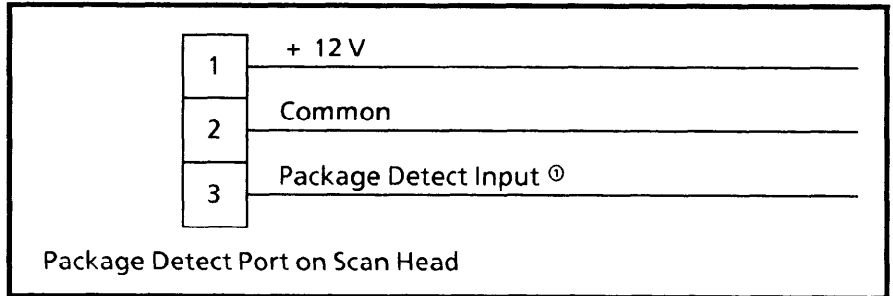 1 + 12 V
2 Common
3 Package Detect Input ①
Package Detect Port on Scan Head